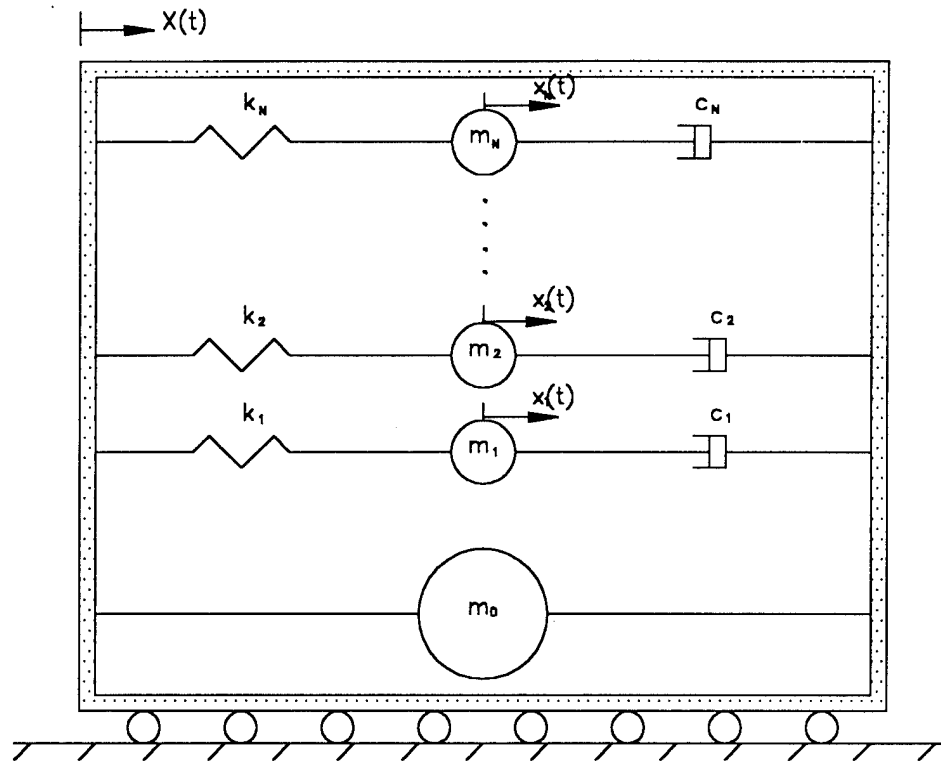 X(t)
k_N x_N(t) c_N
m_N
k_2 x_2(t) c_2
m_2
k_1 x_1(t) c_1
m_1
m_0